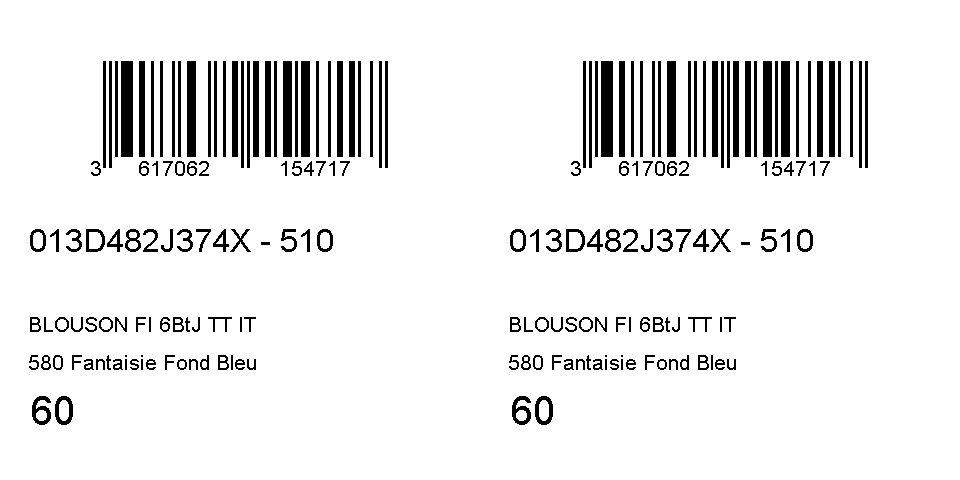 3 617062 154717
013D482J374X - 510
BLOUSON FI 6BtJ TT IT
580 Fantaisie Fond Bleu
60
3 617062 154717
013D482J374X - 510
BLOUSON FI 6BtJ TT IT
580 Fantaisie Fond Bleu
60